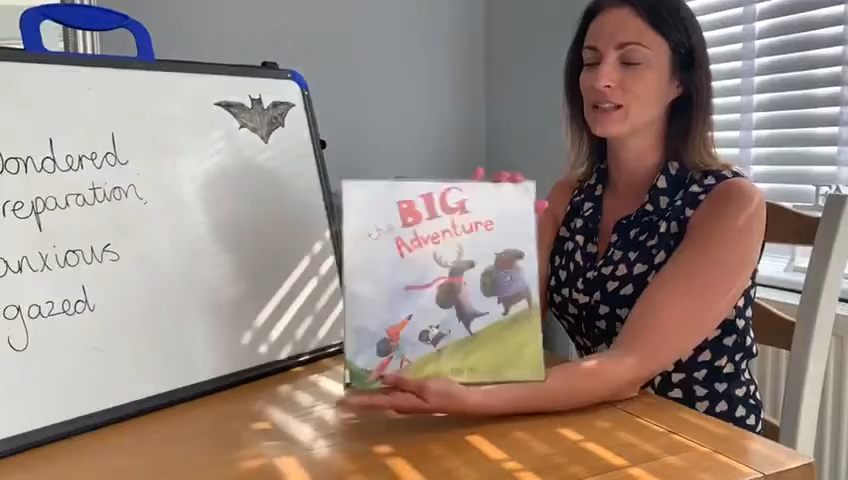 ondered
reparation
anxious
gazed
the BIG
Adventure